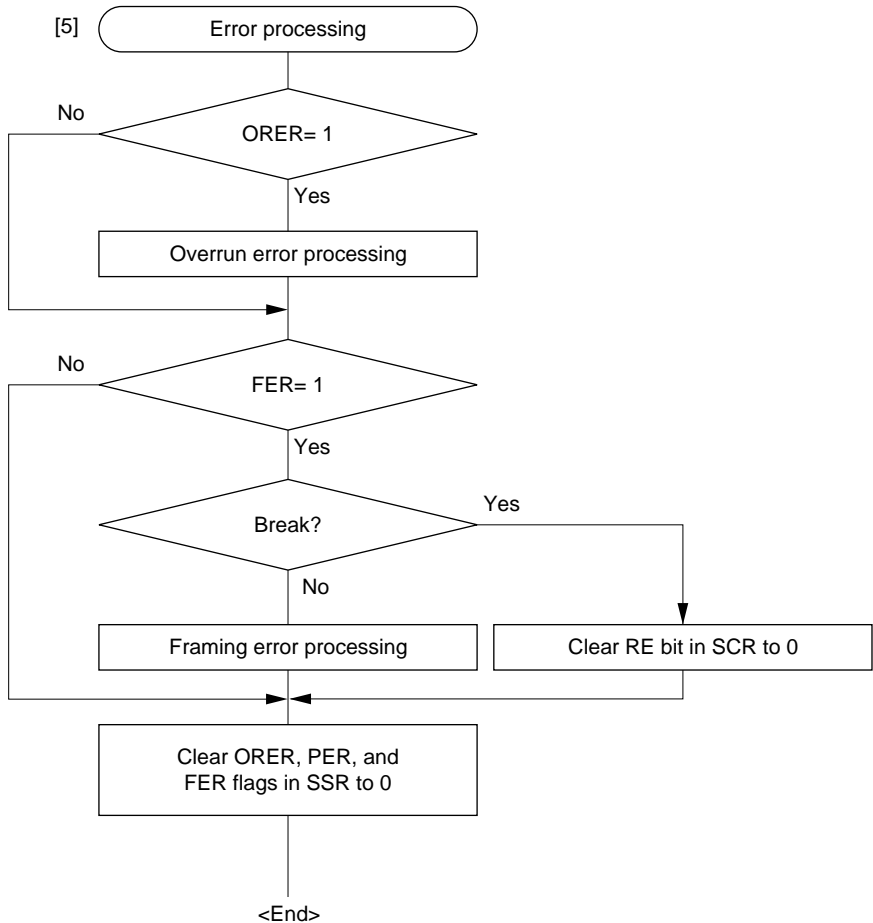 [5]
Error processing
No
ORER= 1
Yes
Overrun error processing
No
FER= 1
Yes
Break?
Yes
No
Framing error processing
Clear RE bit in SCR to 0
Clear ORER, PER, and
FER flags in SSR to 0
<End>